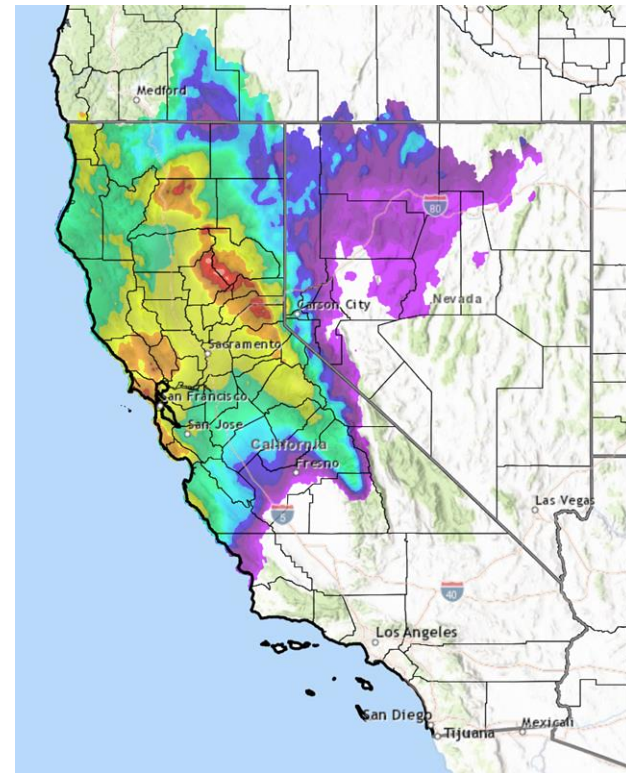 Medford
80
Carson City
Nevada
Sacramento
San Francisco
San Jose
California
Fresno
5
Las Vegas
40
Los Angeles
San Diego
Tijuana
Mexicali